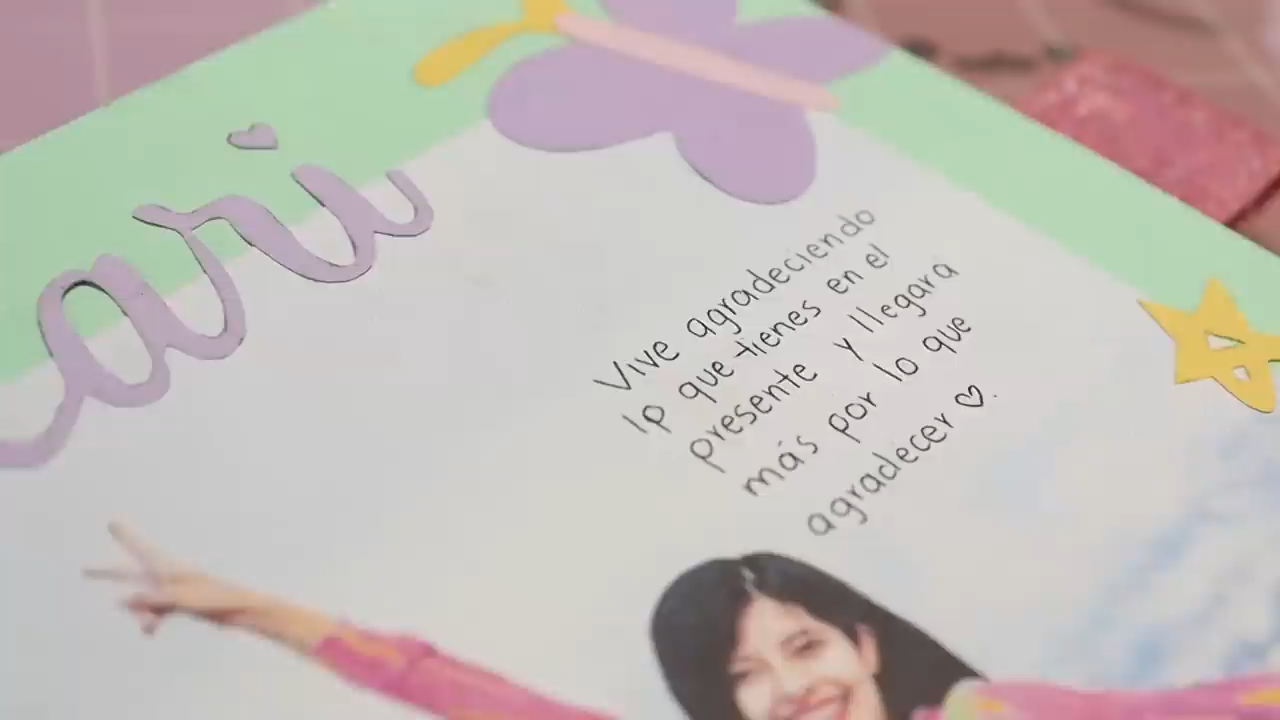 ari
Vive agradeciendo
lo que tienes en el
presente y llegara
más por lo que
agradecer ♡.